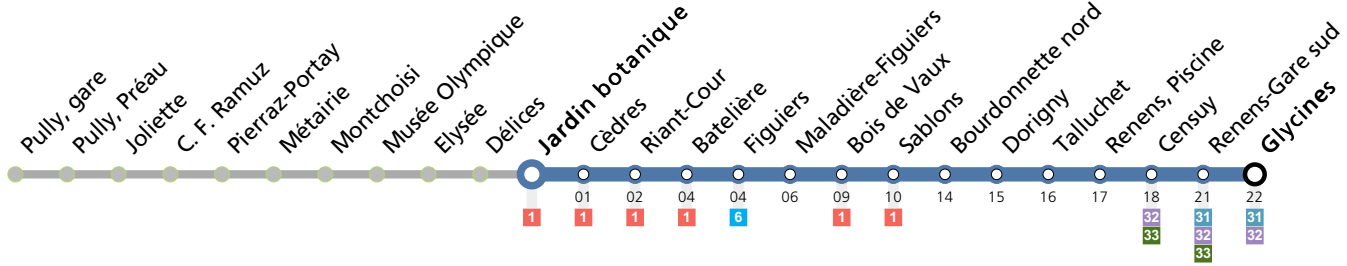 Pully, gare
Pully, Préau
Joliette
C. F. Ramuz
Pierraz-Portay
Métairie
Montchoisi
Musée Olympique
Elysée
Délices
Jardin botanique
Cèdres
Riant-Cour
Batelière
Figuiers
Maladière-Figuiers
Bois de Vaux
Sablons
Bourdonnette nord
Dorigny
Talluchet
Renens, Piscine
Censuy
Renens-Gare sud
Glycines
01 02 04 04 06 09 10 14 15 16 17 18 21 22
1 1 1 1 6 1 1 32 31 31
33 32 32
33